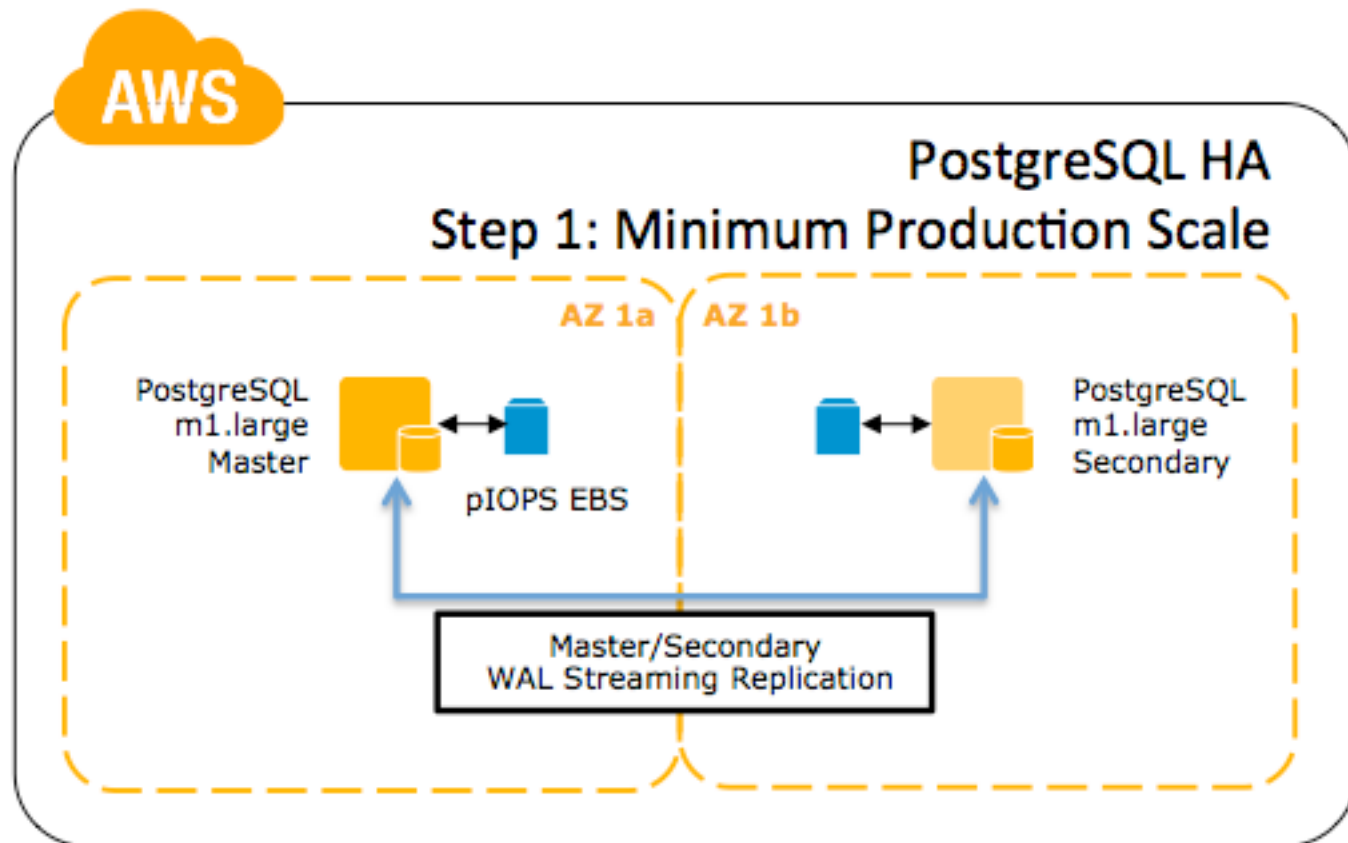 AWS
PostgreSQL HA
Step 1: Minimum Production Scale
AZ 1a
AZ 1b
PostgreSQL
m1.large
Master
pIOPS EBS
PostgreSQL
m1.large
Secondary
Master/Secondary
WAL Streaming Replication